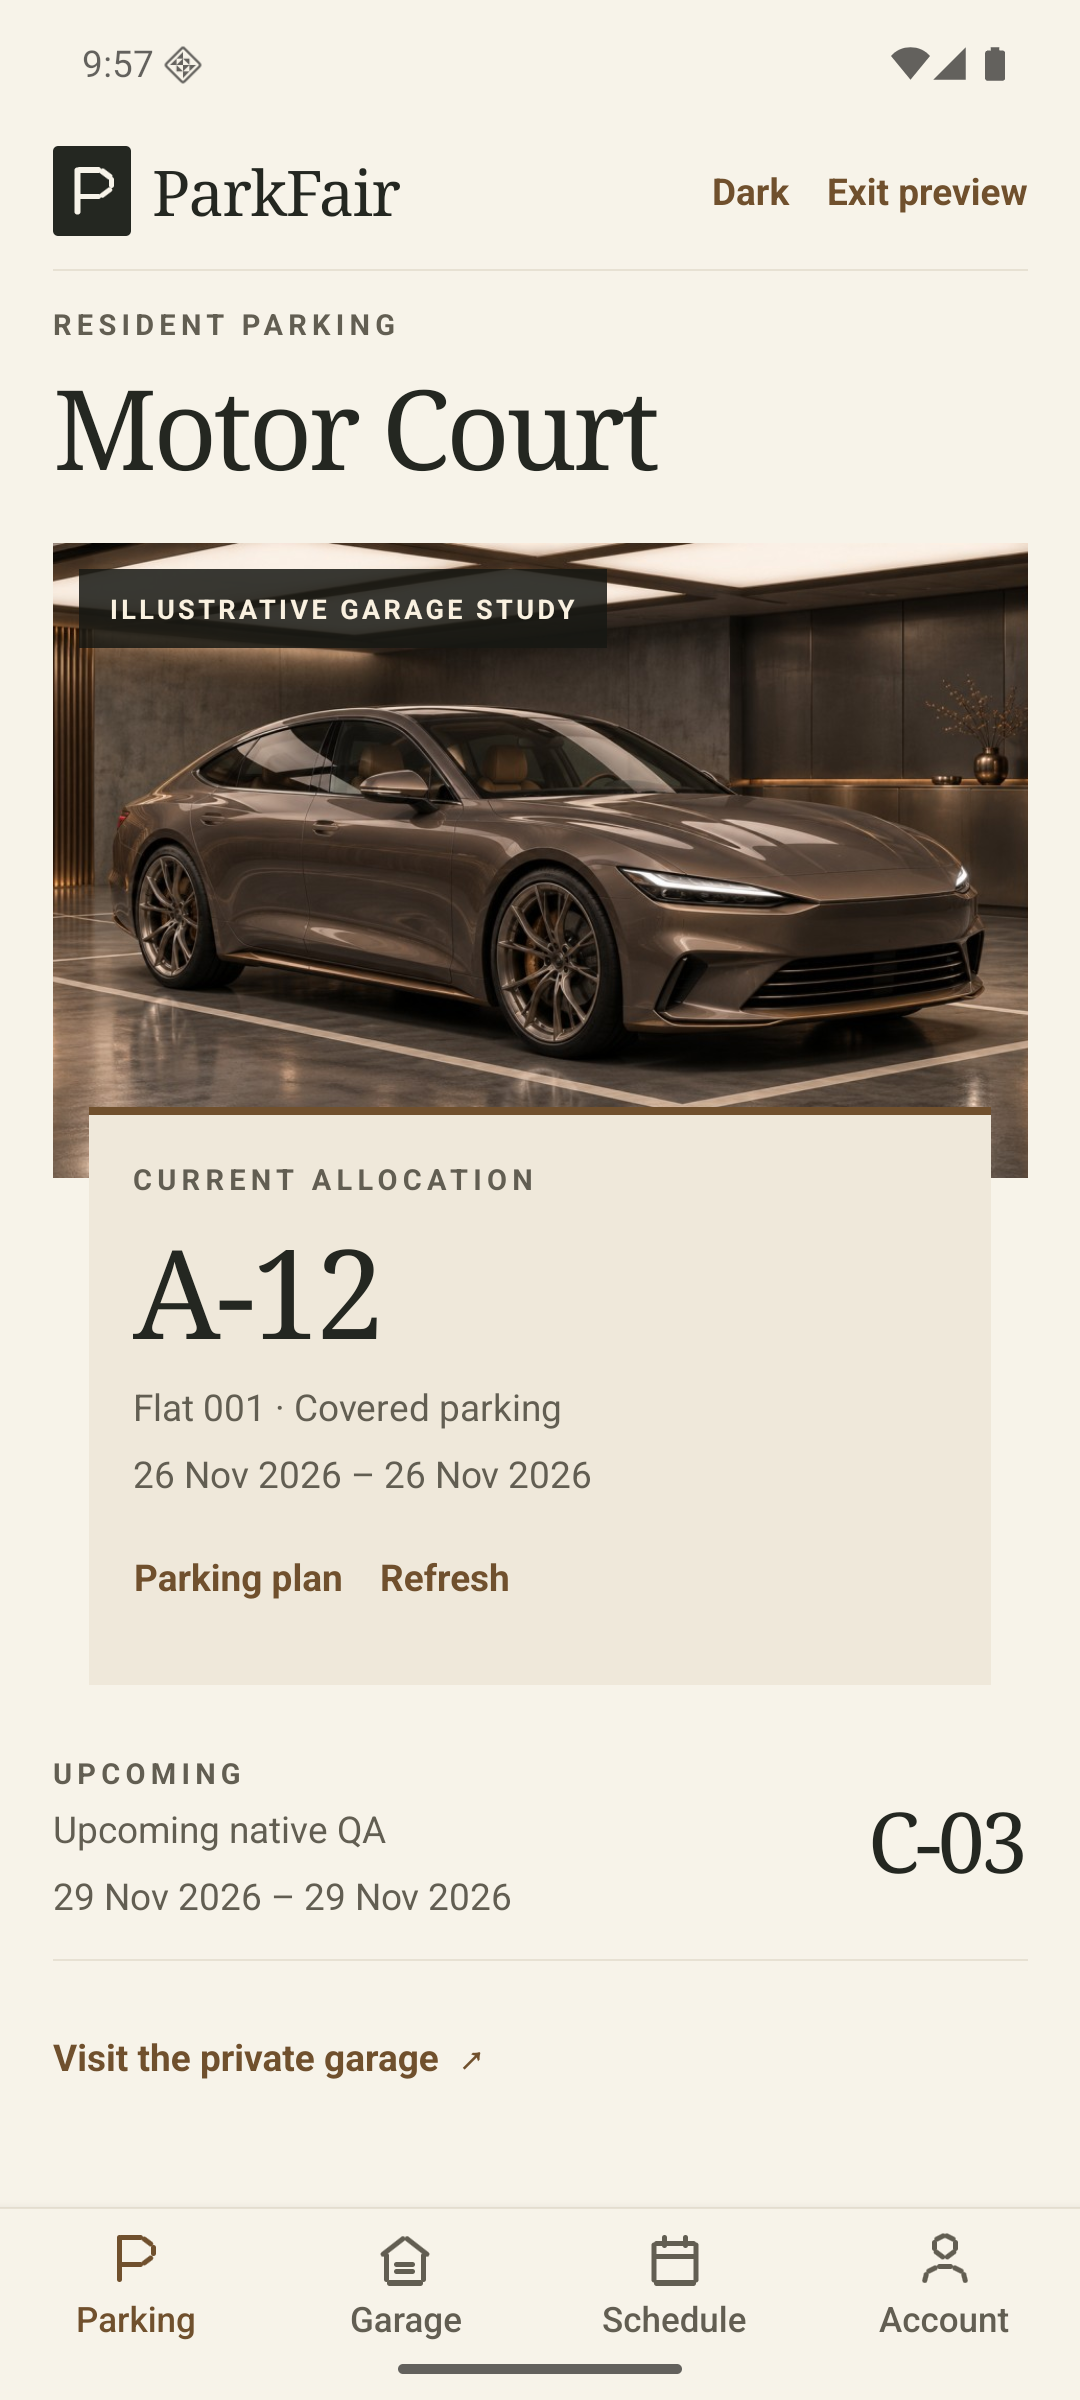 9:57
ParkFair
Dark
Exit preview
RESIDENT PARKING
Motor Court
ILLUSTRATIVE GARAGE STUDY
CURRENT ALLOCATION
A-12
Flat 001 · Covered parking
26 Nov 2026 – 26 Nov 2026
Parking plan
Refresh
UPCOMING
Upcoming native QA
C-03
29 Nov 2026 – 29 Nov 2026
Visit the private garage ↗
Parking
Garage
Schedule
Account